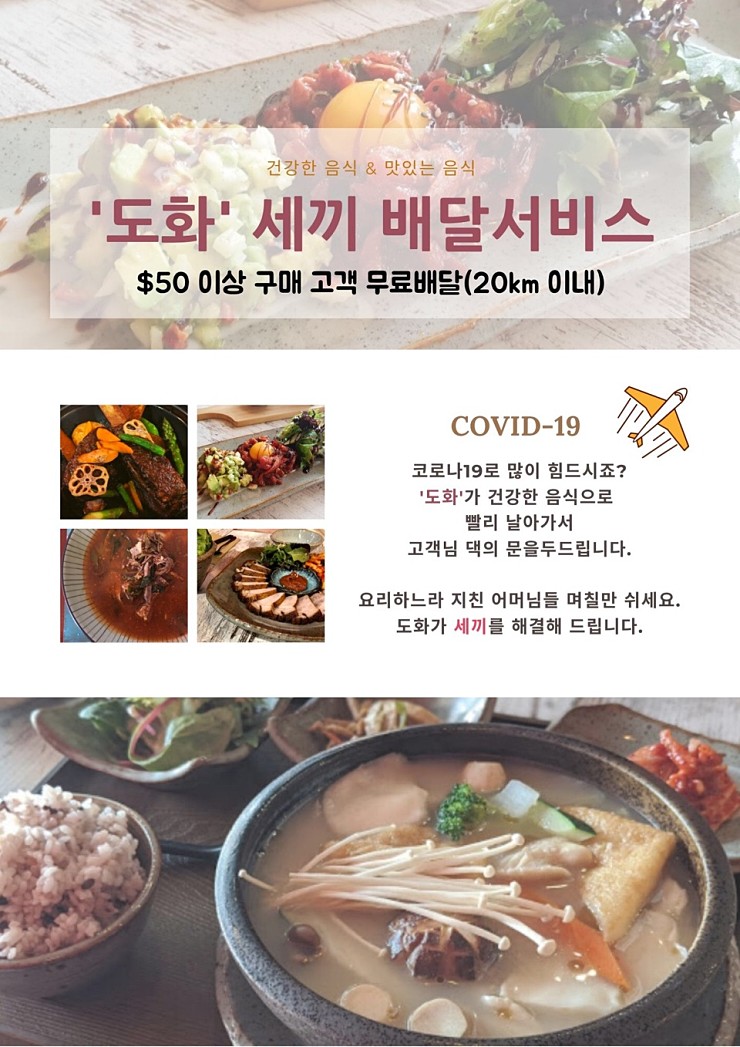 건강한 음식 & 맛있는 음식
'도화' 세끼 배달서비스
$50 이상 구매 고객 무료배달(20km 이내)
COVID-19
코로나19로 많이 힘드시죠?
'도화'가 건강한 음식으로
빨리 날아가서
고객님 댁의 문을두드립니다.
요리하느라 지친 어머님들 며칠만 쉬세요.
도화가 세끼를 해결해 드립니다.